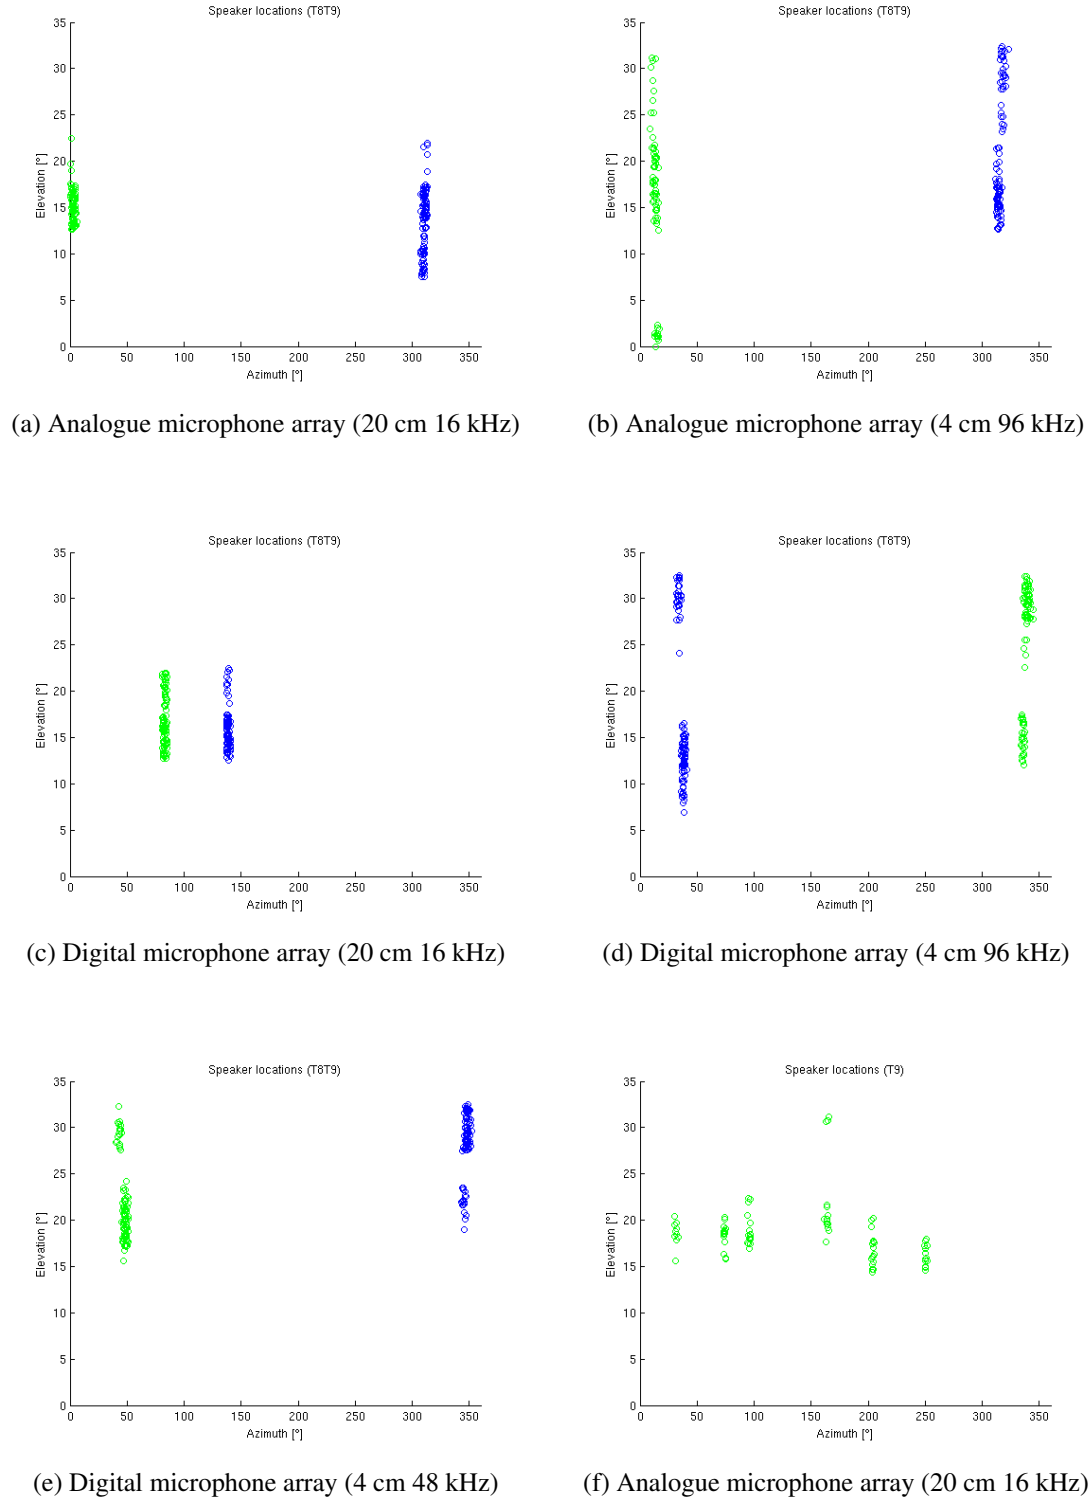 Speaker locations (T8T9)
35
30
25
20
15
10
5
0
Elevation [°]
0 50 100 150 200 250 300 350
Azimuth [°]
(a) Analogue microphone array (20 cm 16 kHz)
Speaker locations (T8T9)
35
30
25
20
15
10
5
0
Elevation [°]
0 50 100 150 200 250 300 350
Azimuth [°]
(b) Analogue microphone array (4 cm 96 kHz)
Speaker locations (T8T9)
35
30
25
20
15
10
5
0
Elevation [°]
0 50 100 150 200 250 300 350
Azimuth [°]
(c) Digital microphone array (20 cm 16 kHz)
Speaker locations (T8T9)
35
30
25
20
15
10
5
0
Elevation [°]
0 50 100 150 200 250 300 350
Azimuth [°]
(d) Digital microphone array (4 cm 96 kHz)
Speaker locations (T8T9)
35
30
25
20
15
10
5
0
Elevation [°]
0 50 100 150 200 250 300 350
Azimuth [°]
(e) Digital microphone array (4 cm 48 kHz)
Speaker locations (T9)
35
30
25
20
15
10
5
0
Elevation [°]
0 50 100 150 200 250 300 350
Azimuth [°]
(f) Analogue microphone array (20 cm 16 kHz)